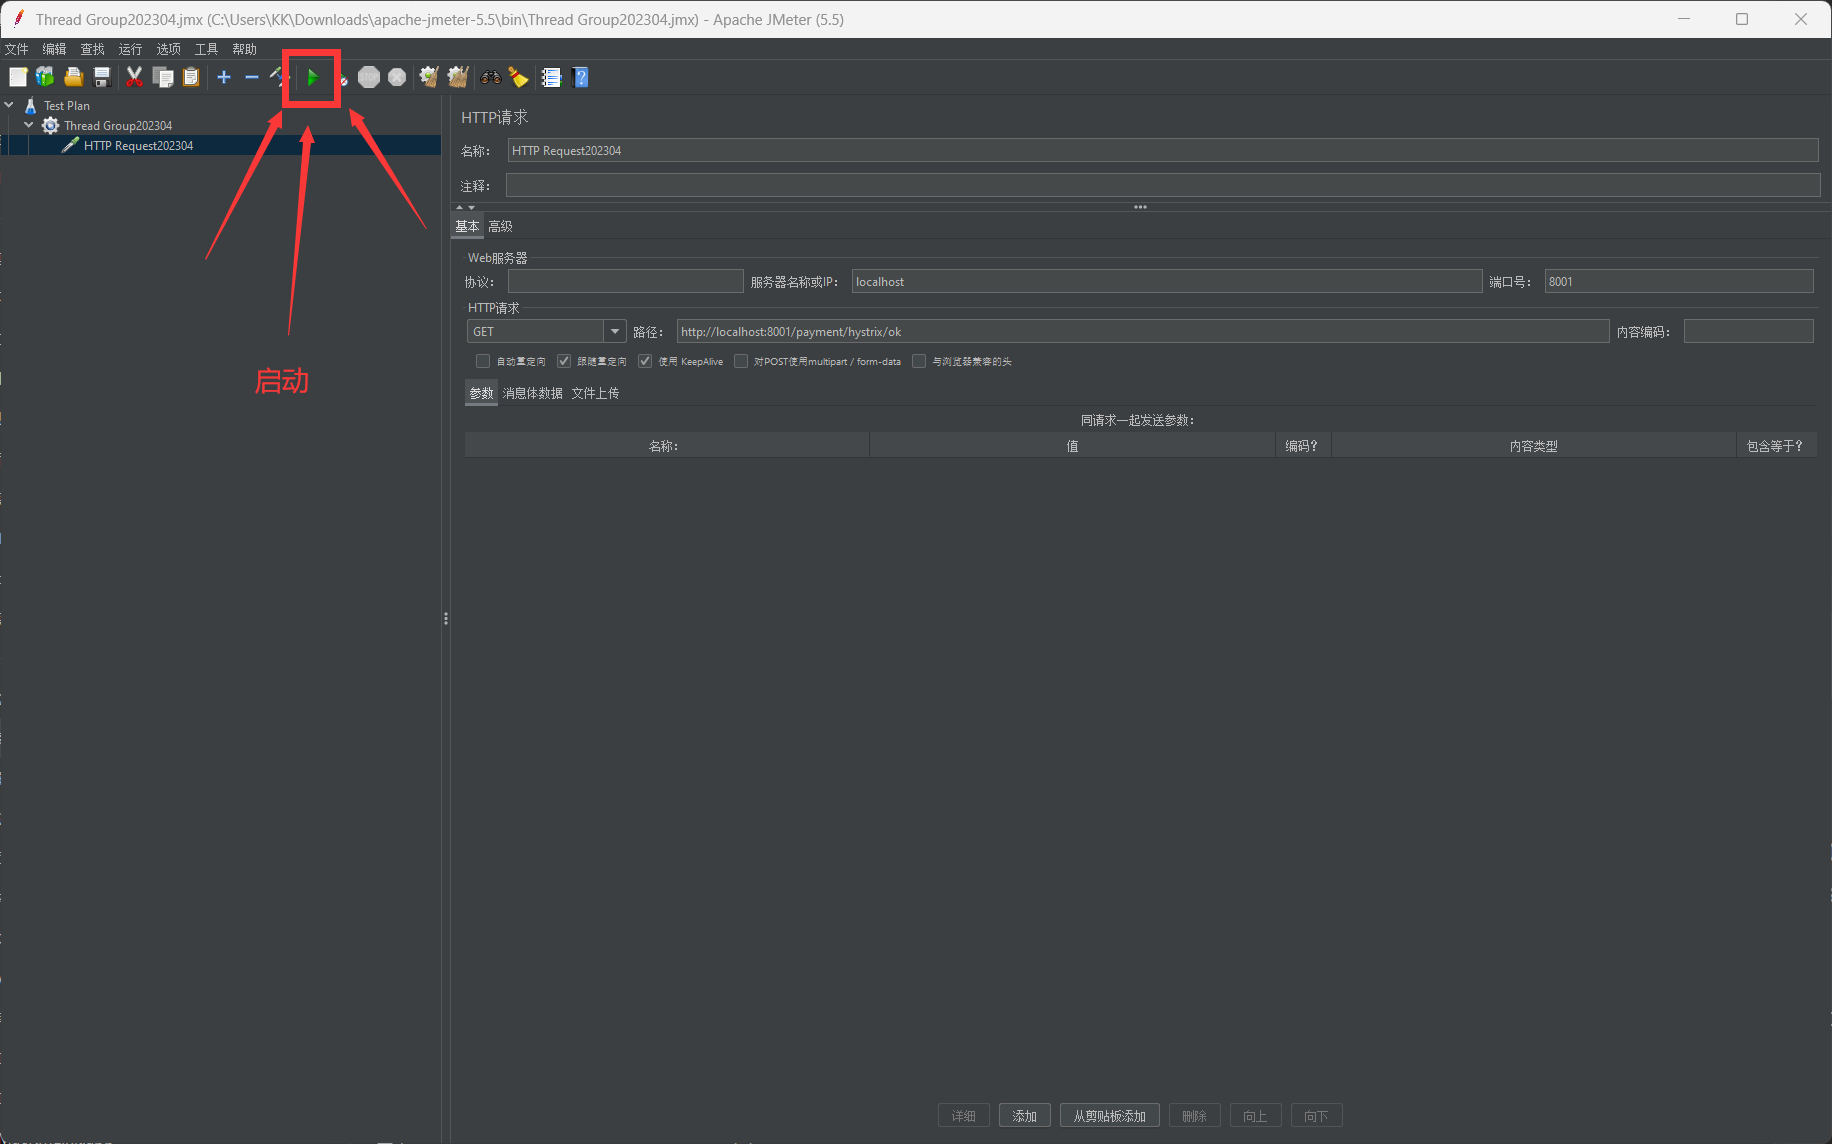 Thread Group202304.jmx (C:\Users\KK\Downloads\apache-jmeter-5.5\bin\Thread Group202304.jmx) - Apache JMeter (5.5)
文件 编辑 查找 运行 选项 工具 帮助
STOP
Test Plan
Thread Group202304
HTTP Request202304
启动
HTTP请求
名称: HTTP Request202304
注释:
基本 高级
Web服务器
协议: 服务器名称或IP: localhost 端口号: 8001
HTTP请求
GET 路径: http://localhost:8001/payment/hystrix/ok 内容编码:
自动重定向 跟随重定向 使用 KeepAlive 对POST使用multipart / form-data 与浏览器兼容的头
参数 消息体数据 文件上传
同请求一起发送参数:
名称: 值 编码? 内容类型 包含等于?
详细 添加 从剪贴板添加 删除 向上 向下